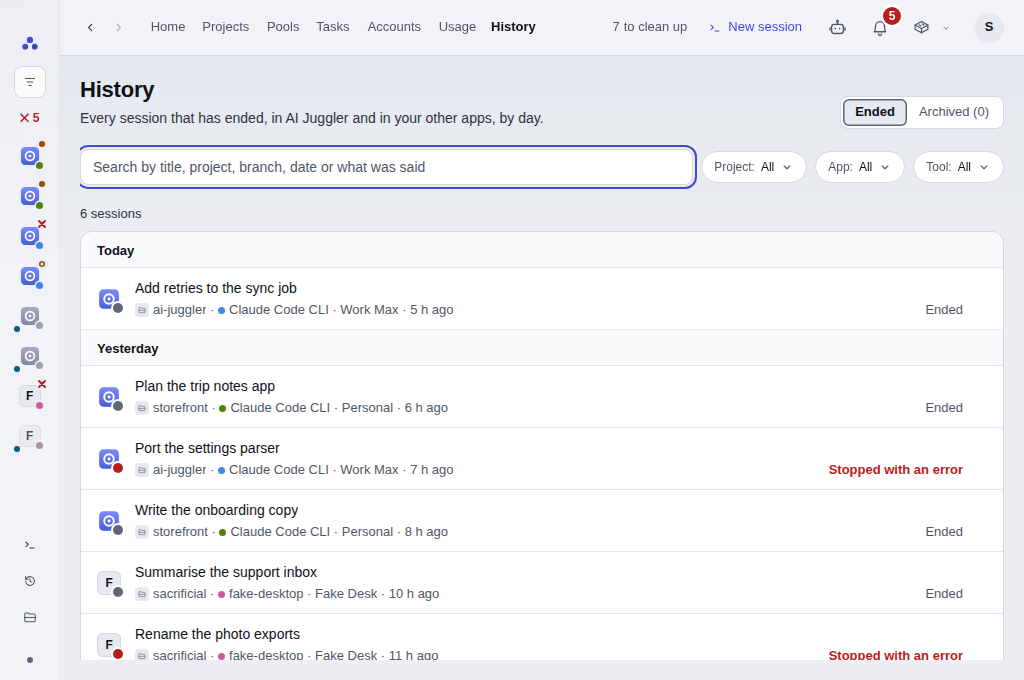 Home Projects Pools Tasks Accounts Usage History 7 to clean up New session 5 S
5
F
F
History
Every session that has ended, in AI Juggler and in your other apps, by day.
Ended Archived (0)
Search by title, project, branch, date or what was said
Project: All App: All Tool: All
6 sessions
Today
Add retries to the sync job
ai-juggler · Claude Code CLI · Work Max · 5 h ago
Ended
Yesterday
Plan the trip notes app
storefront · Claude Code CLI · Personal · 6 h ago
Ended
Port the settings parser
ai-juggler · Claude Code CLI · Work Max · 7 h ago
Stopped with an error
Write the onboarding copy
storefront · Claude Code CLI · Personal · 8 h ago
Ended
F
Summarise the support inbox
sacrificial · fake-desktop · Fake Desk · 10 h ago
Ended
F
Rename the photo exports
sacrificial · fake-desktop · Fake Desk · 11 h ago
Stopped with an error